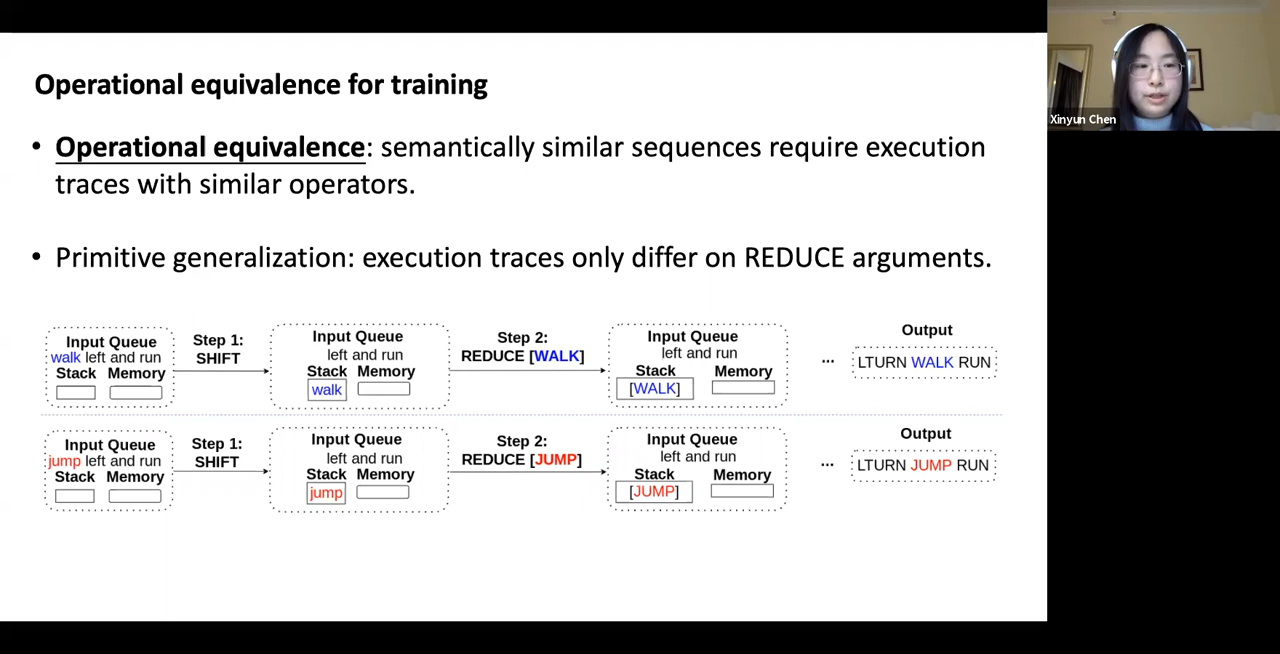 Operational equivalence for training
• Operational equivalence: semantically similar sequences require execution
traces with similar operators.
• Primitive generalization: execution traces only differ on REDUCE arguments.
Input Queue
walk left and run
Stack Memory
Step 1:
SHIFT
Input Queue
left and run
Stack Memory
walk
Step 2:
REDUCE [WALK]
Input Queue
left and run
Stack Memory
[WALK]
...
Output
LTURN WALK RUN
Input Queue
jump left and run
Stack Memory
Step 1:
SHIFT
Input Queue
left and run
Stack Memory
jump
Step 2:
REDUCE [JUMP]
Input Queue
left and run
Stack Memory
[JUMP]
...
Output
LTURN JUMP RUN
Xinyun Chen